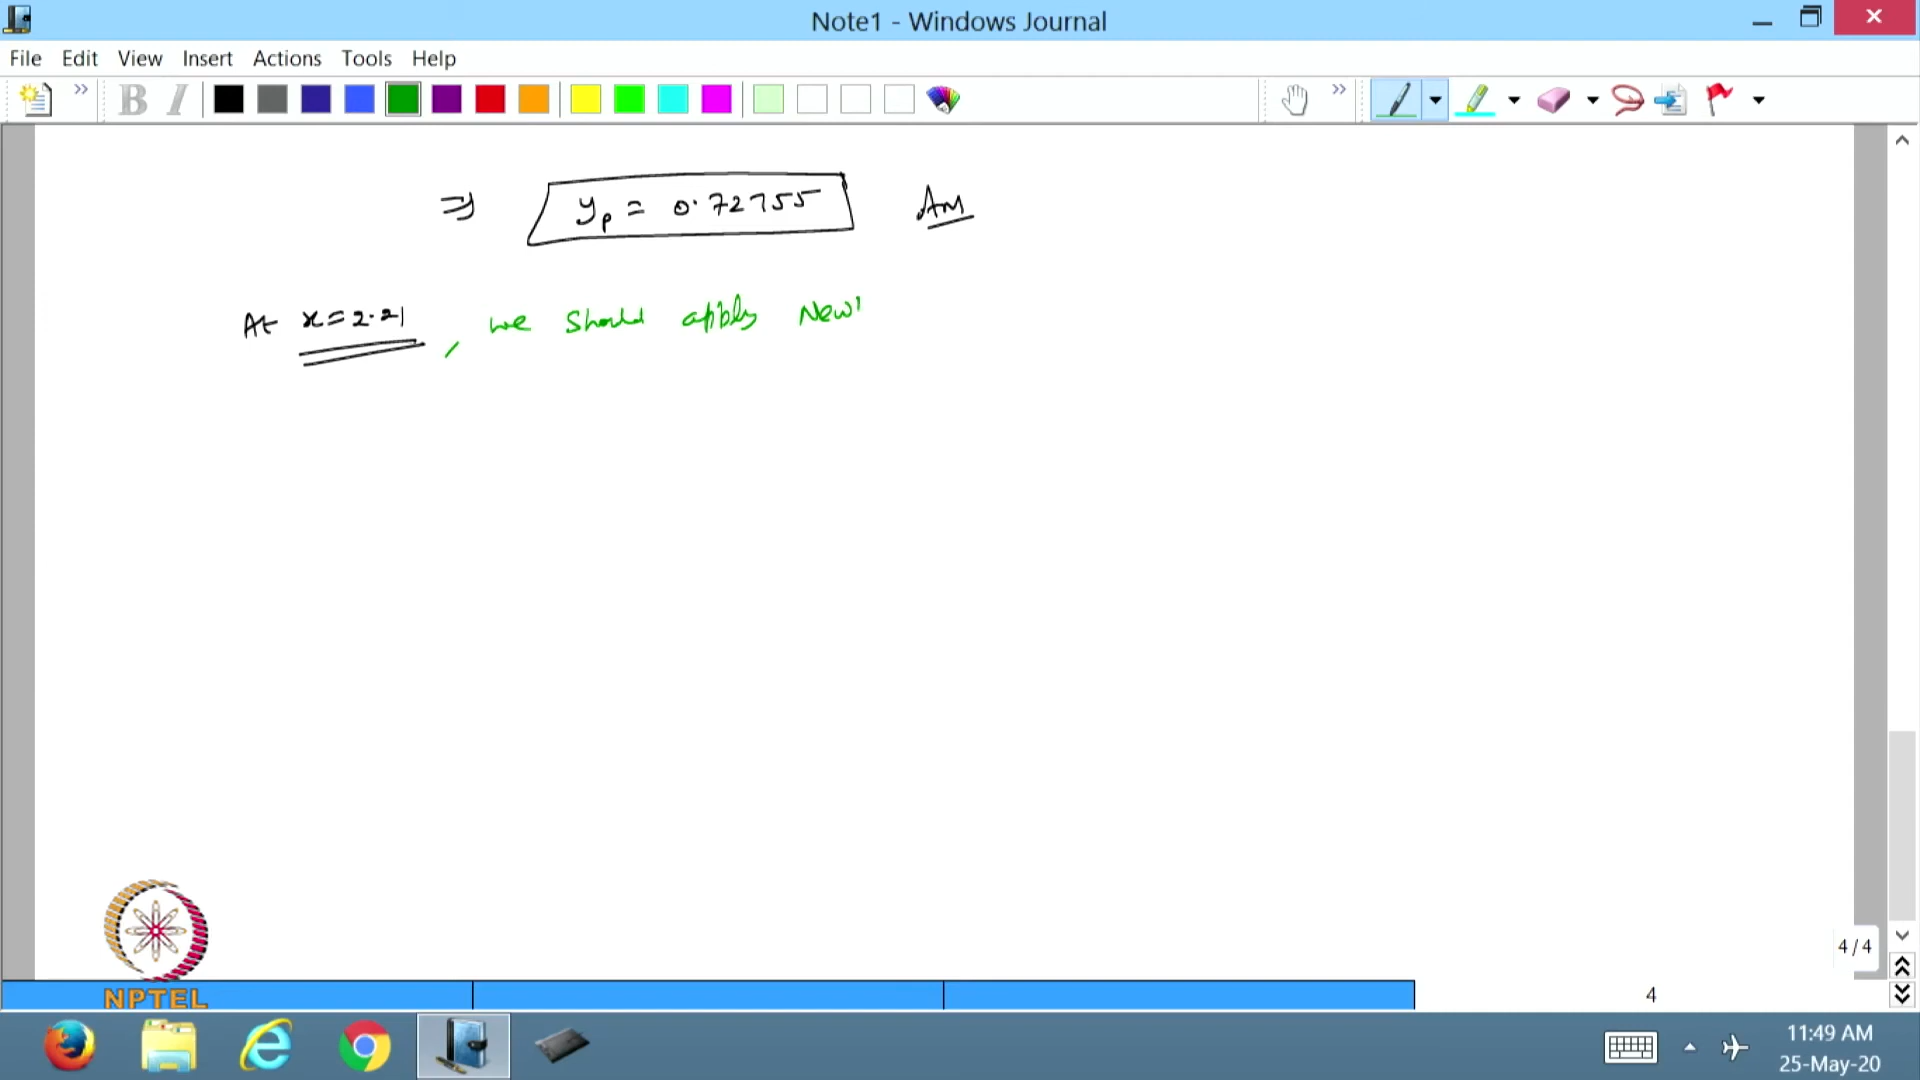 Note1 - Windows Journal
File Edit View Insert Actions Tools Help
B I
⇒ yₚ = 0.72755 Ans
At x = 2.21, we should apply New
4 / 4
NPTEL
4
11:49 AM
25-May-20